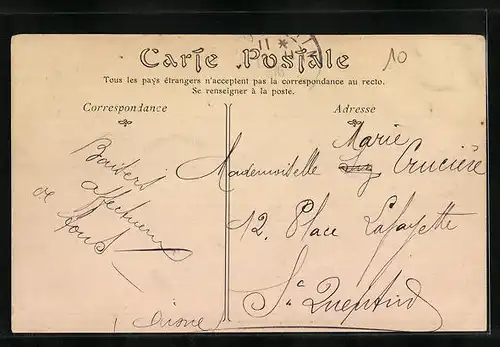 Carte Postale
10
Tous les pays étrangers n'acceptent pas la correspondance au recto.
Se renseigner à la poste.
Correspondance
Baisers
affectueux
de tous
Adresse
Marie
Mademoiselle Crucière
12, Place Lafayette
St Quentin
(Aisne)